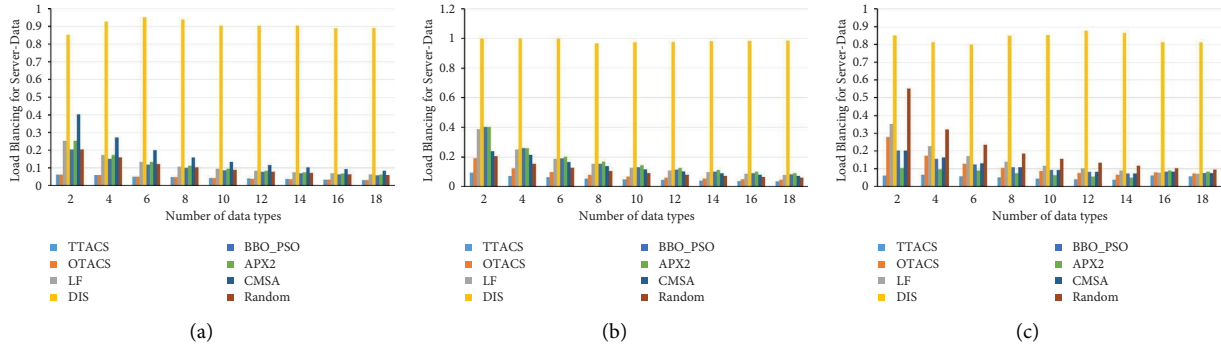 Load Blancing for Server-Data
1
0.9
0.8
0.7
0.6
0.5
0.4
0.3
0.2
0.1
0
2 4 6 8 10 12 14 16 18
Number of data types
TTACS BBO_PSO
OTACS APX2
LF CMSA
DIS Random
(a)
Load Blancing for Server-Data
1.2
1
0.8
0.6
0.4
0.2
0
2 4 6 8 10 12 14 16 18
Number of data types
TTACS BBO_PSO
OTACS APX2
LF CMSA
DIS Random
(b)
Load Blancing for Server-Data
1
0.9
0.8
0.7
0.6
0.5
0.4
0.3
0.2
0.1
0
2 4 6 8 10 12 14 16 18
Number of data types
TTACS BBO_PSO
OTACS APX2
LF CMSA
DIS Random
(c)